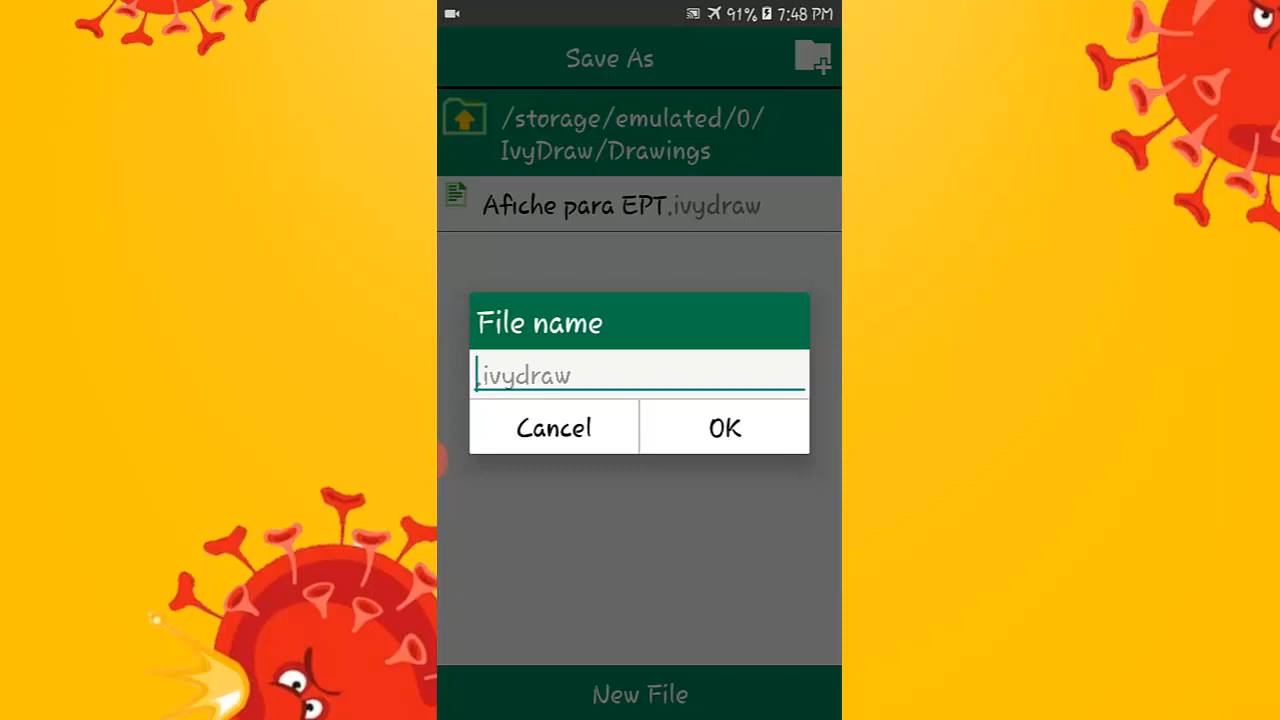 91% 7:48 PM
Save As
/storage/emulated/0/
IvyDraw/Drawings
Afiche para EPT.ivydraw
File name
.ivydraw
Cancel
OK
New File